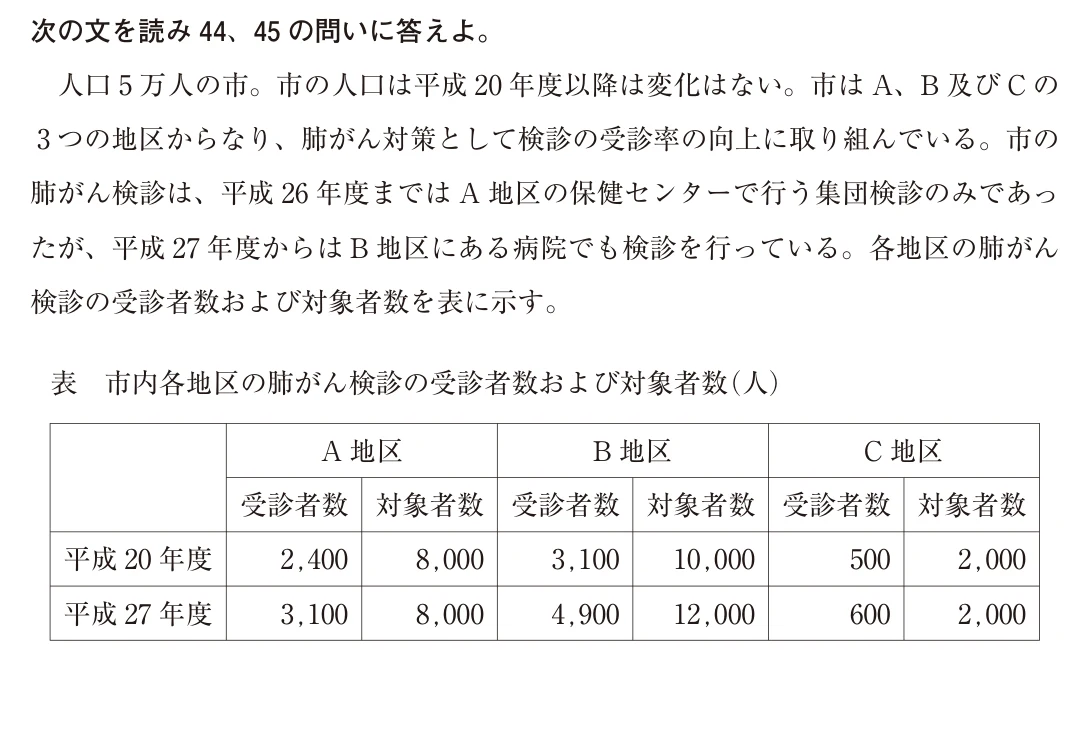 次の文を読み 44、45 の問いに答えよ。
人口 5 万人の市。市の人口は平成 20 年度以降は変化はない。市は A、B 及び C の
3 つの地区からなり、肺がん対策として検診の受診率の向上に取り組んでいる。市の
肺がん検診は、平成 26 年度までは A 地区の保健センターで行う集団検診のみであっ
たが、平成 27 年度からは B 地区にある病院でも検診を行っている。各地区の肺がん
検診の受診者数および対象者数を表に示す。
表　市内各地区の肺がん検診の受診者数および対象者数(人)
A 地区 B 地区 C 地区
受診者数 対象者数 受診者数 対象者数 受診者数 対象者数
平成 20 年度 2,400 8,000 3,100 10,000 500 2,000
平成 27 年度 3,100 8,000 4,900 12,000 600 2,000